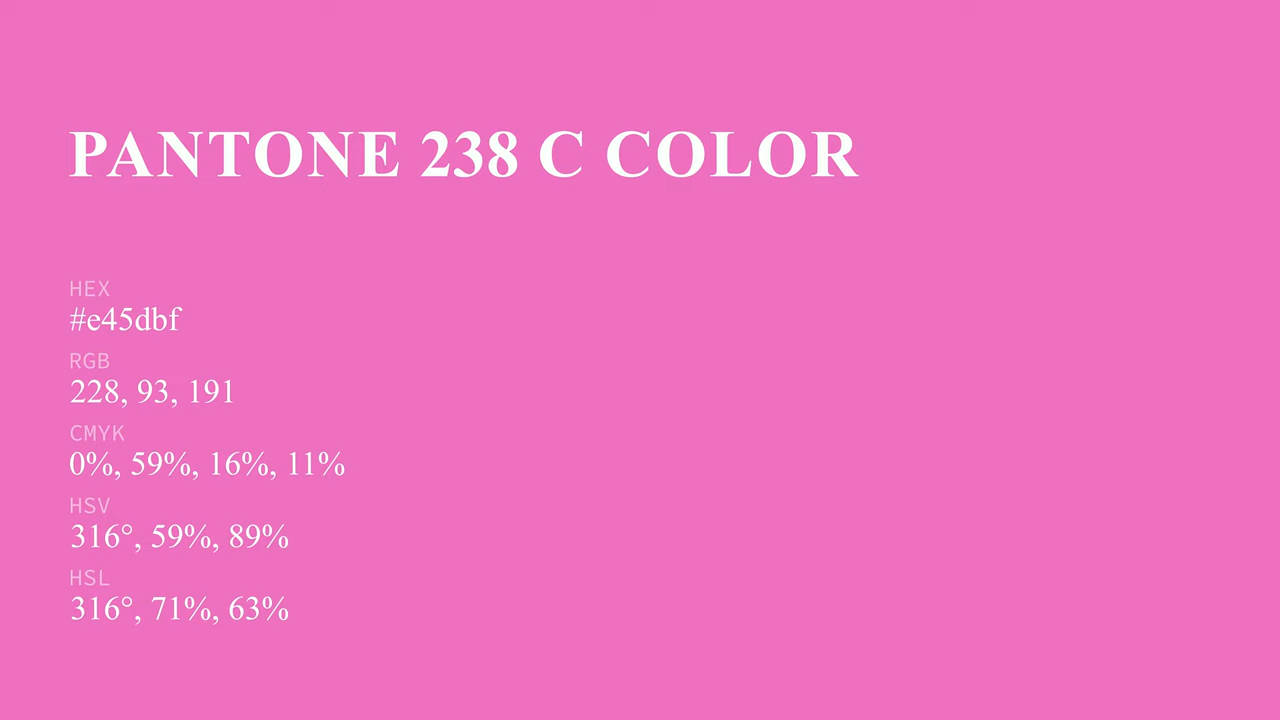 PANTONE 238 C COLOR
HEX
#e45dbf
RGB
228, 93, 191
CMYK
0%, 59%, 16%, 11%
HSV
316°, 59%, 89%
HSL
316°, 71%, 63%